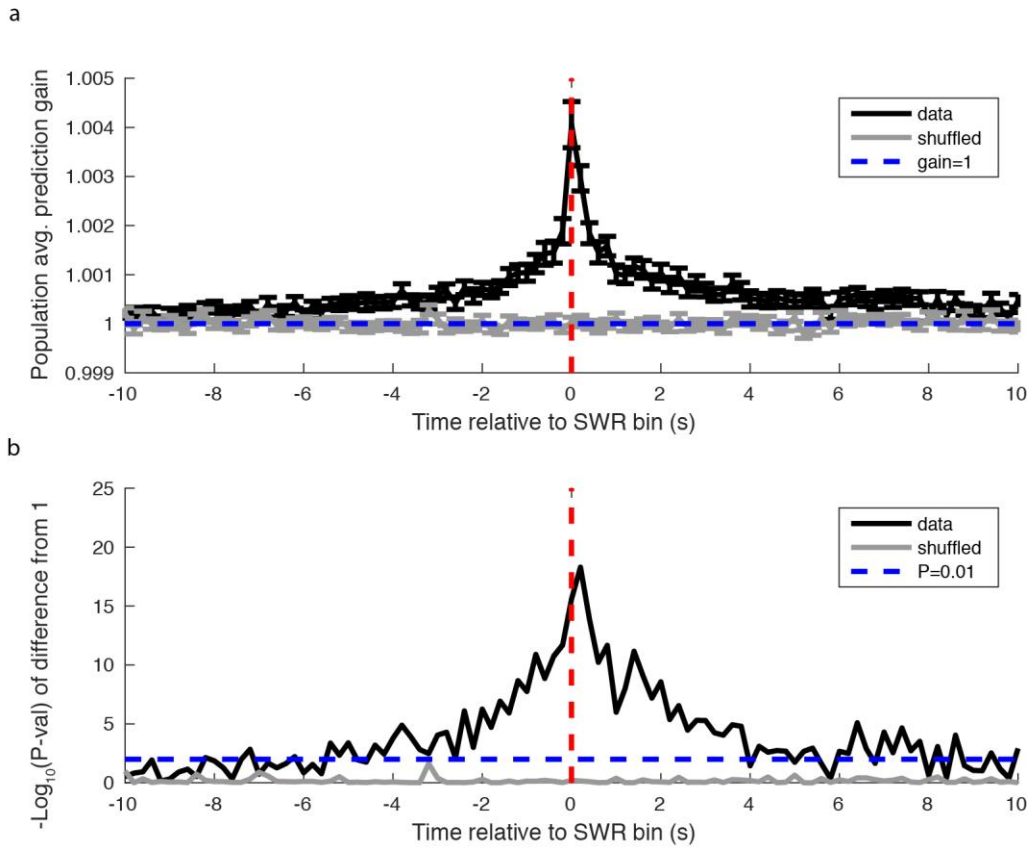 a
Population avg. prediction gain
1.005
1.004
1.003
1.002
1.001
1
0.999
-10 -8 -6 -4 -2 0 2 4 6 8 10
Time relative to SWR bin (s)
data
shuffled
gain=1
b
-Log₁₀(P-val) of difference from 1
25
20
15
10
5
0
-10 -8 -6 -4 -2 0 2 4 6 8 10
Time relative to SWR bin (s)
data
shuffled
P=0.01